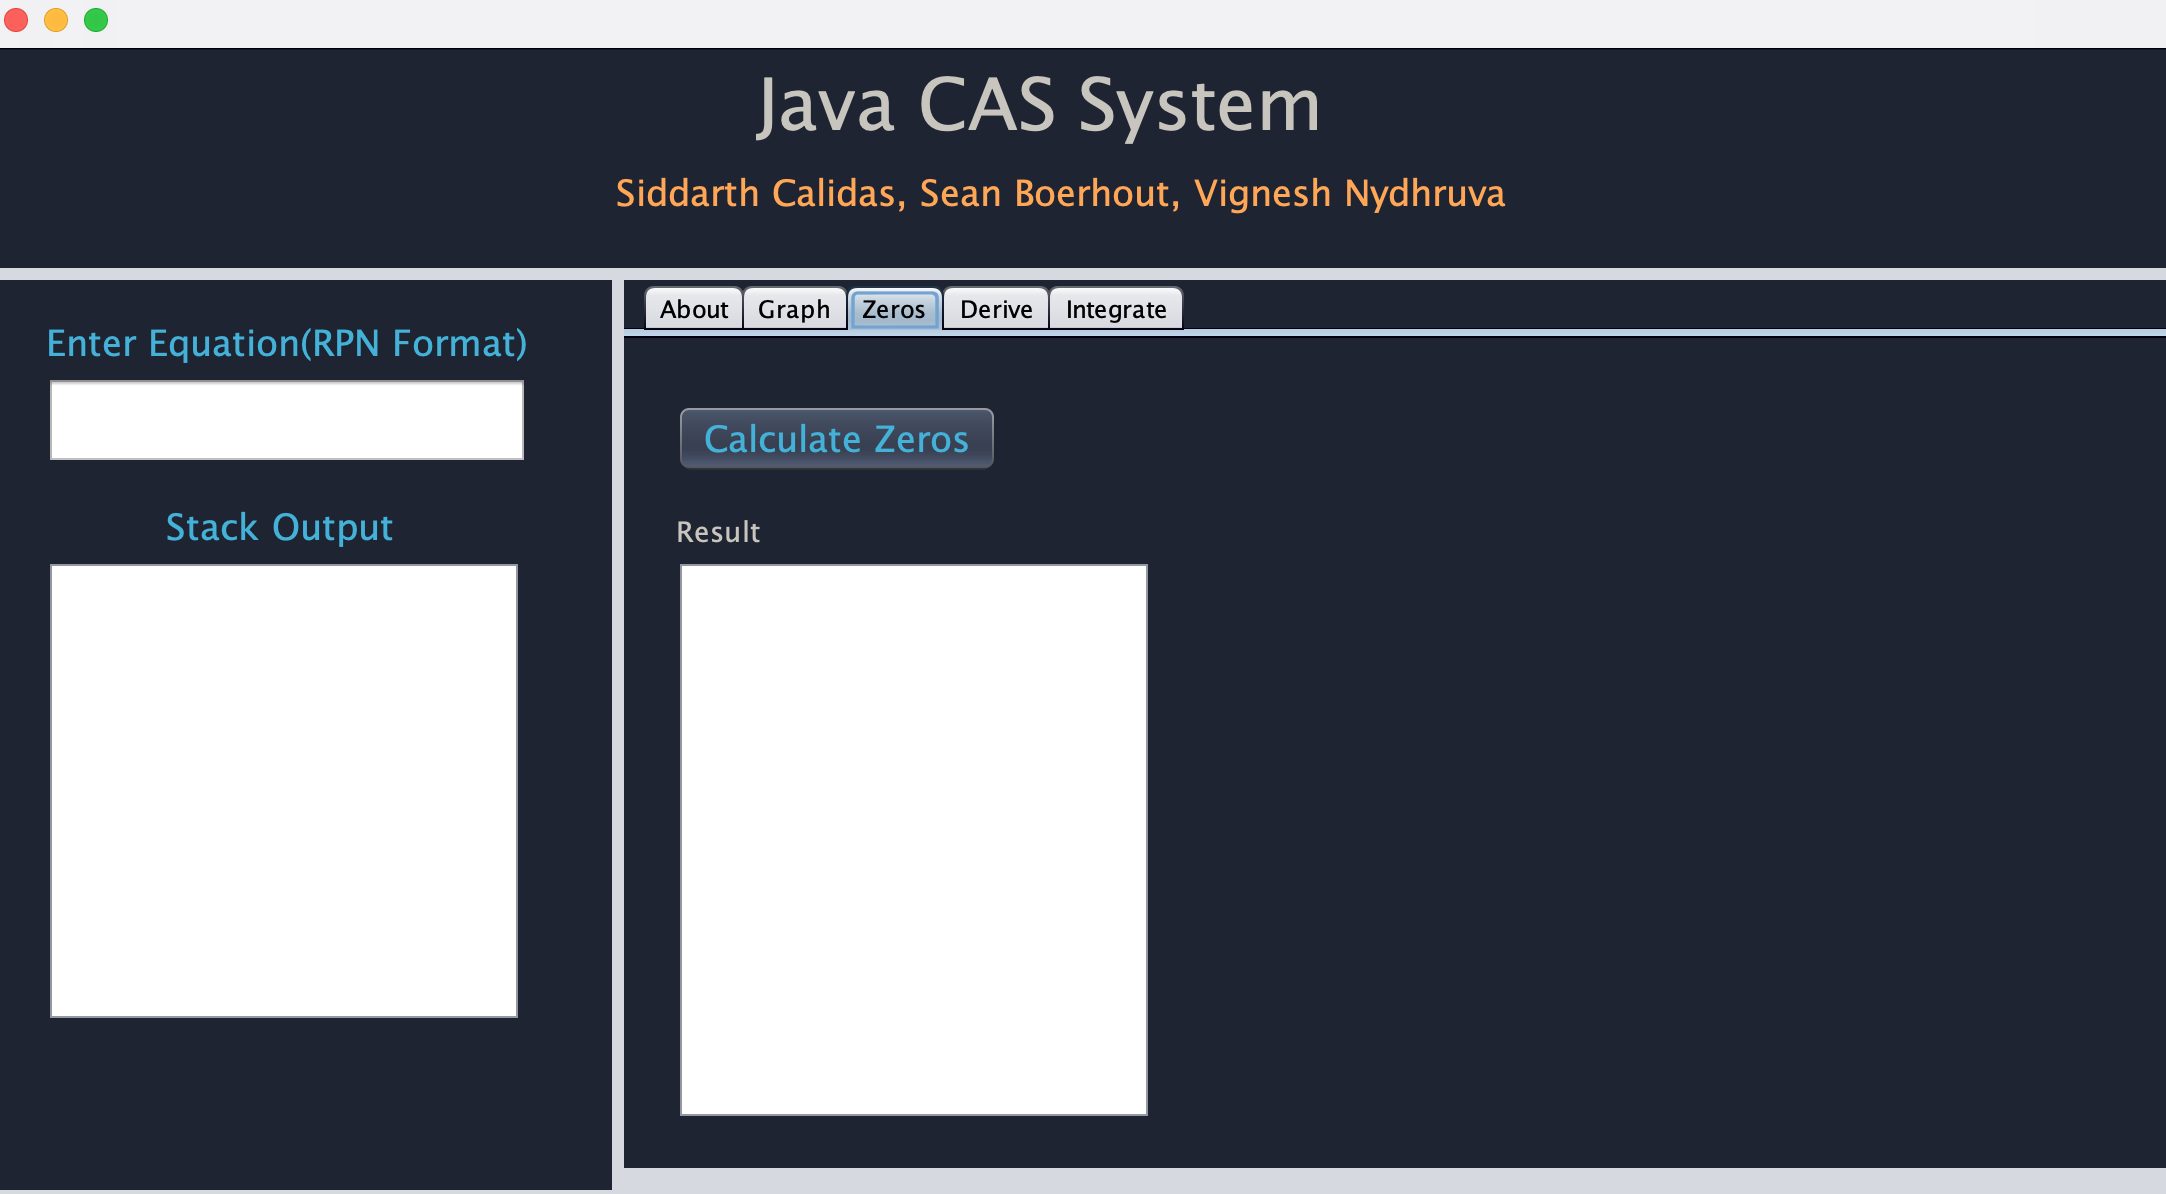 Java CAS System
Siddarth Calidas, Sean Boerhout, Vignesh Nydhruva
Enter Equation(RPN Format)
Stack Output
About Graph Zeros Derive Integrate
Calculate Zeros
Result